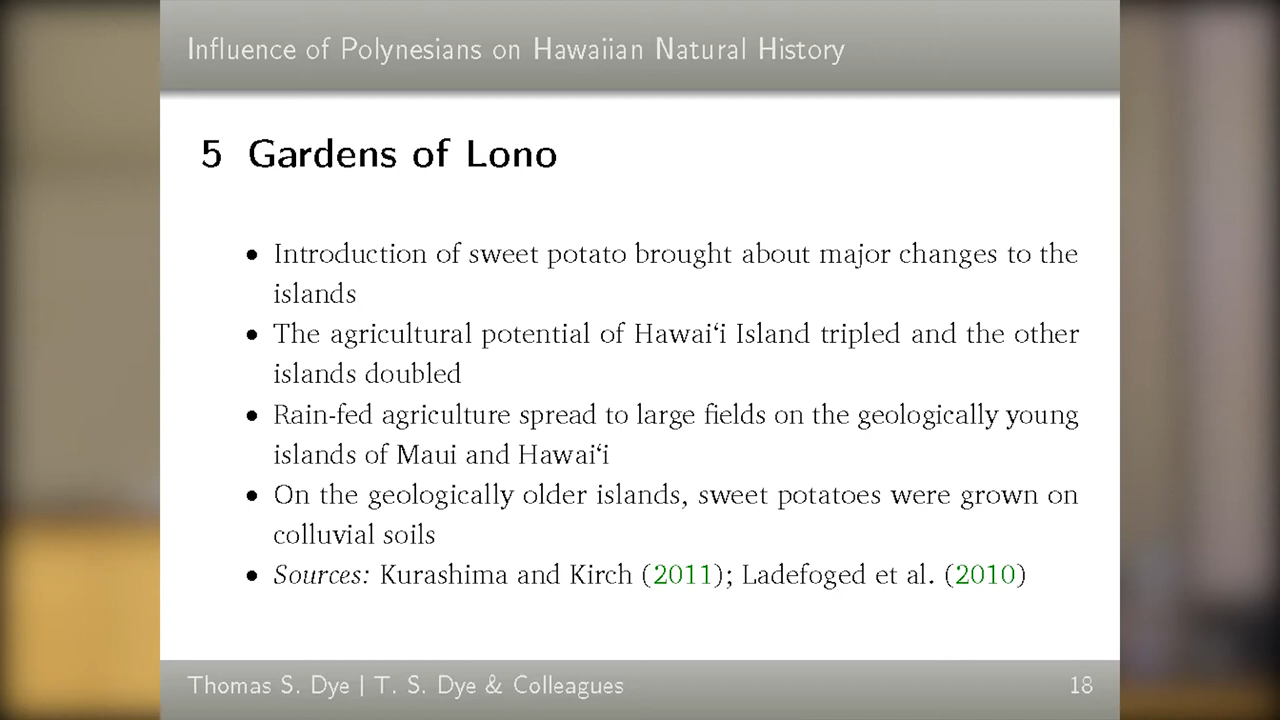 Influence of Polynesians on Hawaiian Natural History
5 Gardens of Lono
• Introduction of sweet potato brought about major changes to the
islands
• The agricultural potential of Hawai‘i Island tripled and the other
islands doubled
• Rain-fed agriculture spread to large fields on the geologically young
islands of Maui and Hawai‘i
• On the geologically older islands, sweet potatoes were grown on
colluvial soils
• Sources: Kurashima and Kirch (2011); Ladefoged et al. (2010)
Thomas S. Dye | T. S. Dye & Colleagues 18